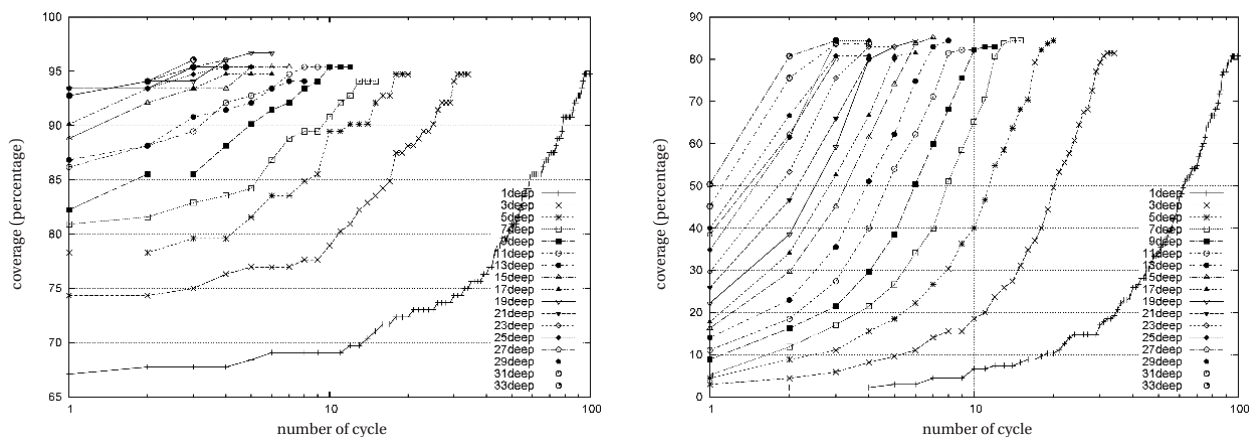 100
95
90
85
80
75
70
65
1
10
100
coverage (percentage)
number of cycle
1deep
3deep
5deep
7deep
9deep
11deep
13deep
15deep
17deep
19deep
21deep
23deep
25deep
27deep
29deep
31deep
33deep
90
80
70
60
50
40
30
20
10
0
1
10
100
coverage (percentage)
number of cycle
1deep
3deep
5deep
7deep
9deep
11deep
13deep
15deep
17deep
19deep
21deep
23deep
25deep
27deep
29deep
31deep
33deep